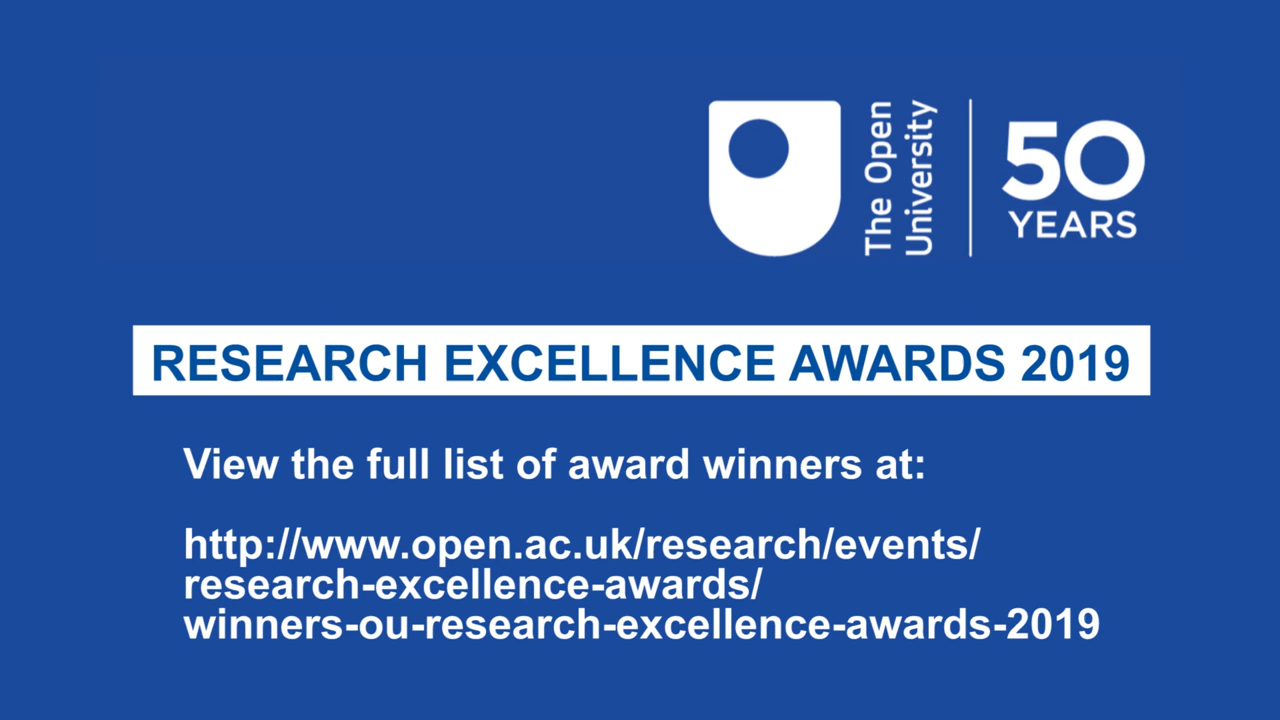 The Open
University
50
YEARS
RESEARCH EXCELLENCE AWARDS 2019
View the full list of award winners at:
http://www.open.ac.uk/research/events/
research-excellence-awards/
winners-ou-research-excellence-awards-2019